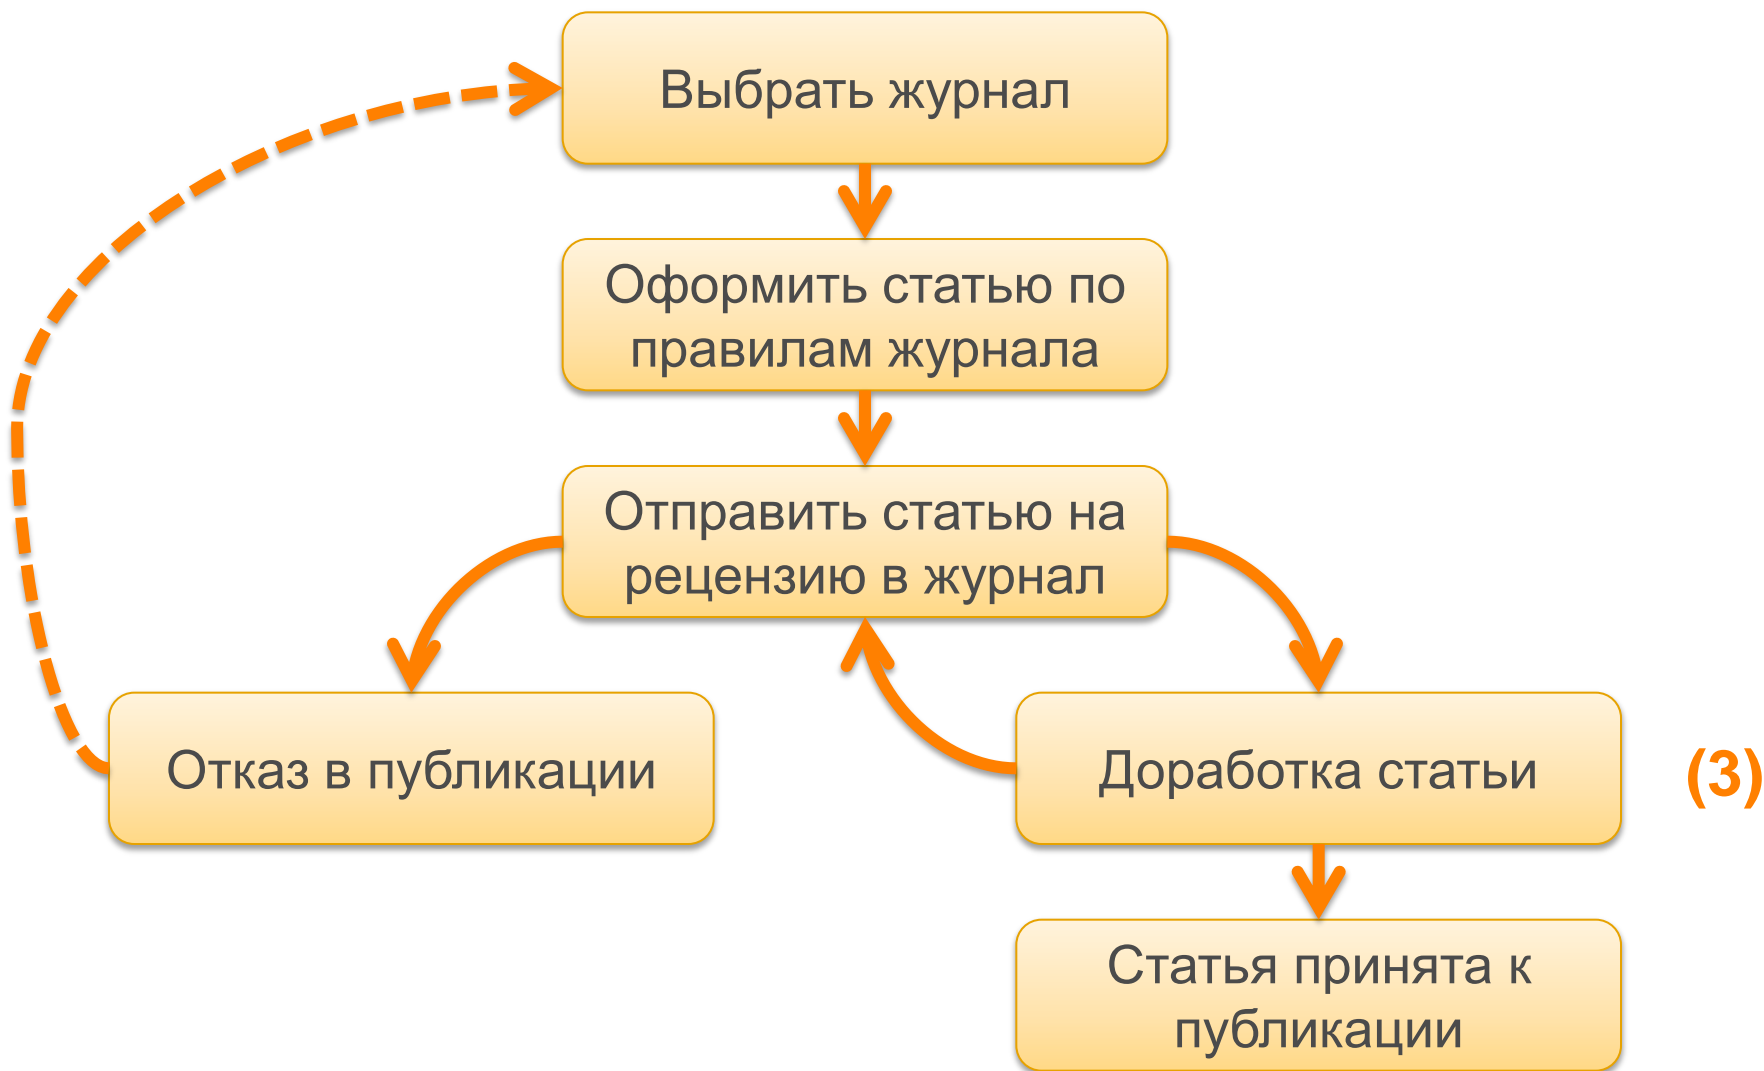 Выбрать журнал
Оформить статью по
правилам журнала
Отправить статью на
рецензию в журнал
Отказ в публикации
Доработка статьи
(3)
Статья принята к
публикации